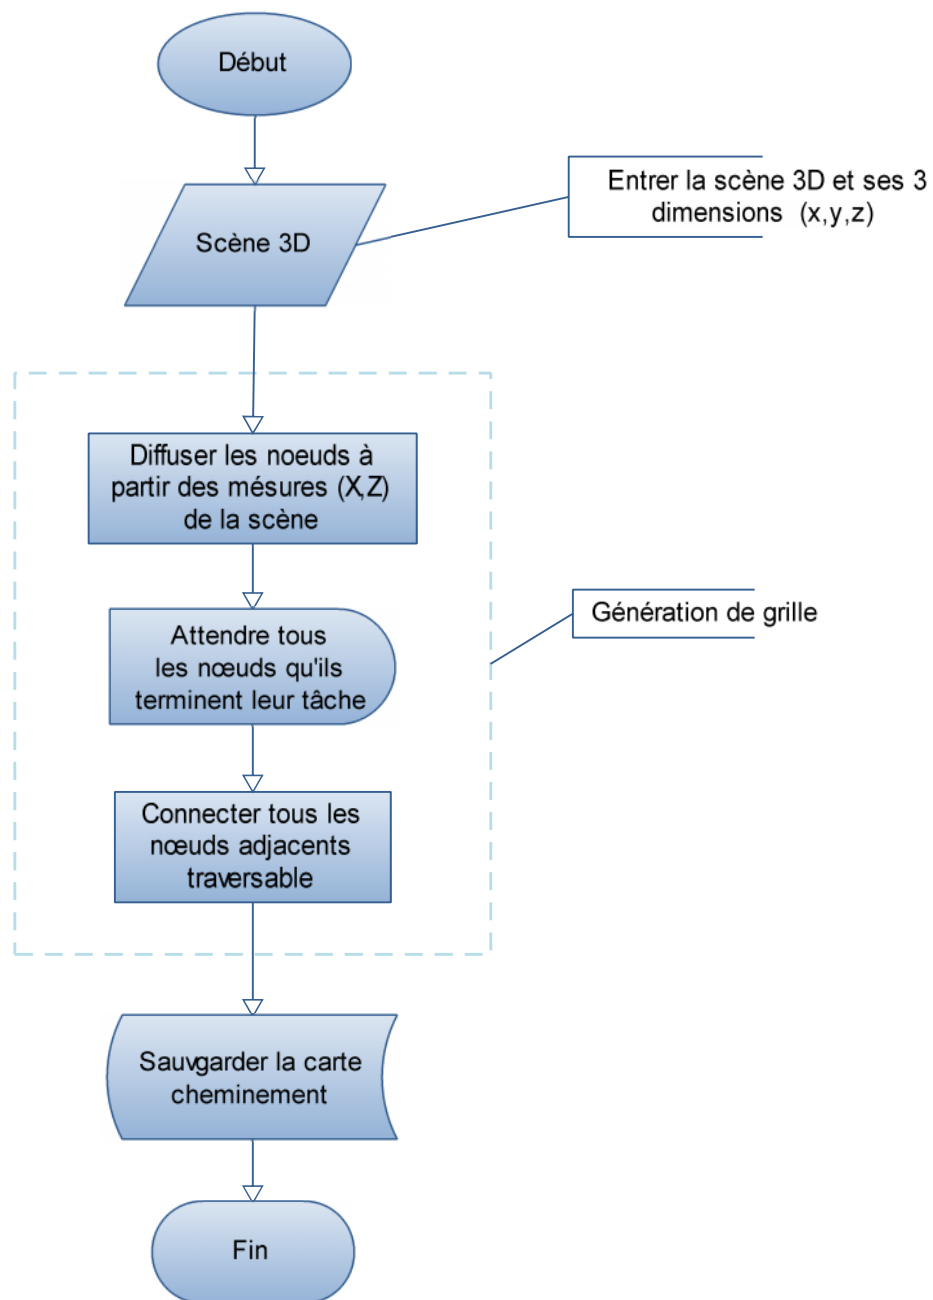 Début
Scène 3D
Entrer la scène 3D et ses 3
dimensions (x,y,z)
Diffuser les noeuds à
partir des mésures (X,Z)
de la scène
Attendre tous
les nœuds qu'ils
terminent leur tâche
Génération de grille
Connecter tous les
nœuds adjacents
traversable
Sauvgarder la carte
cheminement
Fin